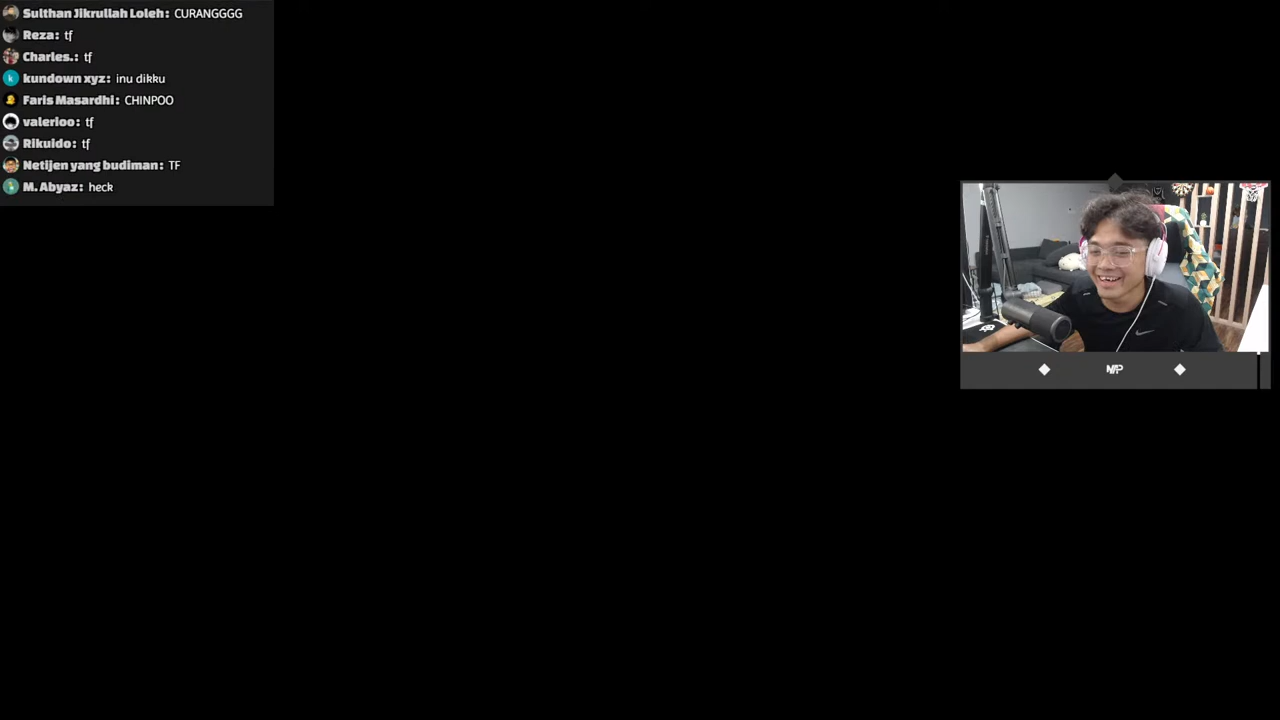 Sulthan Jikrullah Loleh: CURANGGGG
Reza: tf
Charles.: tf
k kundown xyz: inu dikku
Faris Masardhi: CHINPOO
valerioo: tf
Rikuido: tf
Netijen yang budiman: TF
M. Abyaz: heck